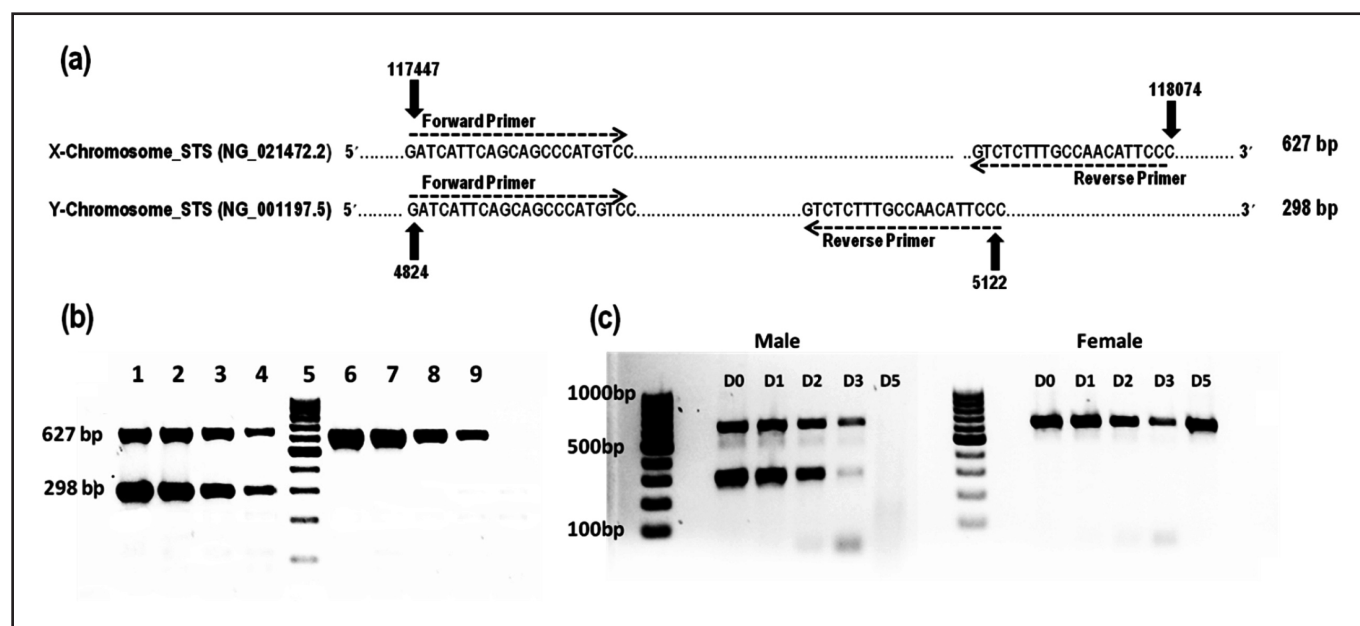 (a)
117447
118074
Forward Primer
X-Chromosome_STS (NG_021472.2) 5´.........GATCATTCAGCAGCCCATGTCC................................................................ ..GTCTCTTTGCCAACATTCCC............3´ 627 bp
Reverse Primer
Forward Primer
Y-Chromosome_STS (NG_001197.5) 5´.........GATCATTCAGCAGCCCATGTCC..................................GTCTCTTTGCCAACATTCCC................................................3´ 298 bp
Reverse Primer
4824
5122
(b)
1 2 3 4 5 6 7 8 9
627 bp
298 bp
(c)
Male Female
D0 D1 D2 D3 D5 D0 D1 D2 D3 D5
1000bp
500bp
100bp